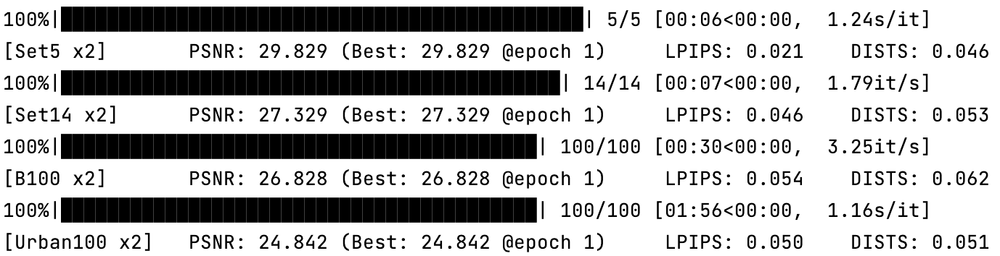 100%|█████████████████████████████████████████████| 5/5 [00:06<00:00,  1.24s/it]
[Set5 x2]       PSNR: 29.829 (Best: 29.829 @epoch 1)     LPIPS: 0.021    DISTS: 0.046
100%|███████████████████████████████████████████| 14/14 [00:07<00:00,  1.79it/s]
[Set14 x2]      PSNR: 27.329 (Best: 27.329 @epoch 1)     LPIPS: 0.046    DISTS: 0.053
100%|█████████████████████████████████████████| 100/100 [00:30<00:00,  3.25it/s]
[B100 x2]       PSNR: 26.828 (Best: 26.828 @epoch 1)     LPIPS: 0.054    DISTS: 0.062
100%|█████████████████████████████████████████| 100/100 [01:56<00:00,  1.16s/it]
[Urban100 x2]   PSNR: 24.842 (Best: 24.842 @epoch 1)     LPIPS: 0.050    DISTS: 0.051